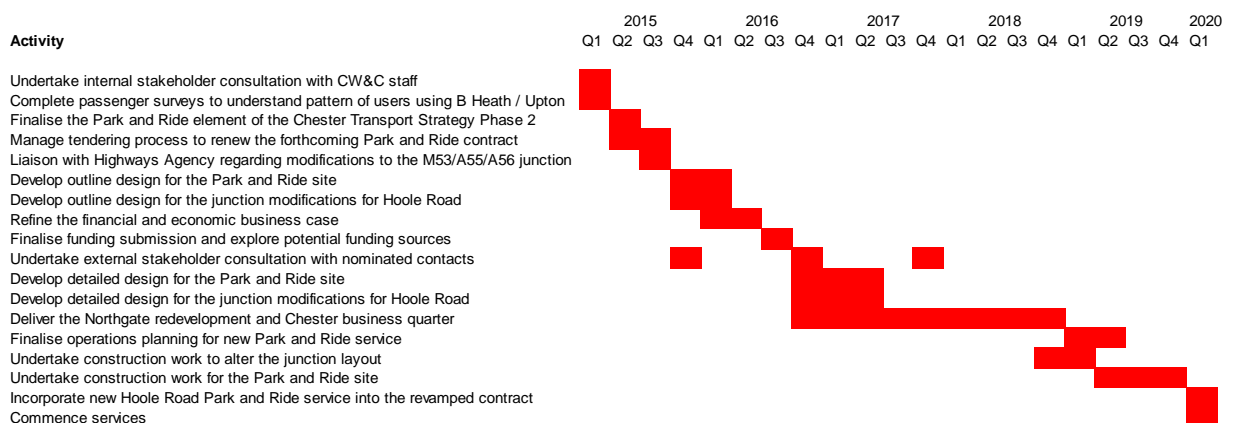 2015 2016 2017 2018 2019 2020
Activity Q1 Q2 Q3 Q4 Q1 Q2 Q3 Q4 Q1 Q2 Q3 Q4 Q1 Q2 Q3 Q4 Q1 Q2 Q3 Q4 Q1
Undertake internal stakeholder consultation with CW&C staff
Complete passenger surveys to understand pattern of users using B Heath / Upton
Finalise the Park and Ride element of the Chester Transport Strategy Phase 2
Manage tendering process to renew the forthcoming Park and Ride contract
Liaison with Highways Agency regarding modifications to the M53/A55/A56 junction
Develop outline design for the Park and Ride site
Develop outline design for the junction modifications for Hoole Road
Refine the financial and economic business case
Finalise funding submission and explore potential funding sources
Undertake external stakeholder consultation with nominated contacts
Develop detailed design for the Park and Ride site
Develop detailed design for the junction modifications for Hoole Road
Deliver the Northgate redevelopment and Chester business quarter
Finalise operations planning for new Park and Ride service
Undertake construction work to alter the junction layout
Undertake construction work for the Park and Ride site
Incorporate new Hoole Road Park and Ride service into the revamped contract
Commence services